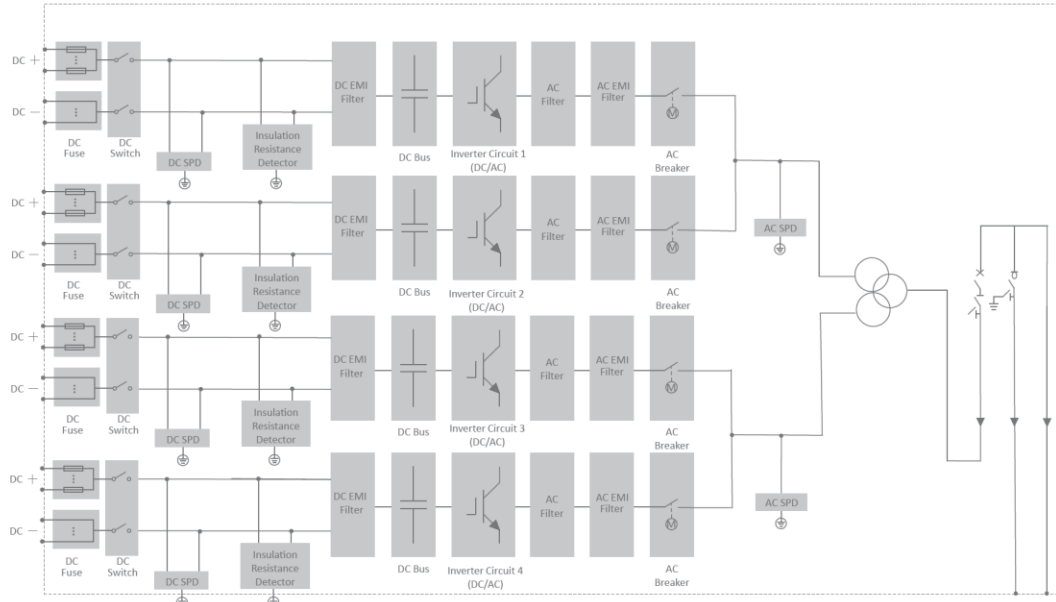 DC +
DC −
DC
Fuse
DC
Switch
DC SPD
Insulation
Resistance
Detector
DC EMI
Filter
DC Bus
Inverter Circuit 1
(DC/AC)
AC
Filter
AC EMI
Filter
M
AC
Breaker
DC +
DC −
DC
Fuse
DC
Switch
DC SPD
Insulation
Resistance
Detector
DC EMI
Filter
DC Bus
Inverter Circuit 2
(DC/AC)
AC
Filter
AC EMI
Filter
M
AC
Breaker
AC SPD
DC +
DC −
DC
Fuse
DC
Switch
DC SPD
Insulation
Resistance
Detector
DC EMI
Filter
DC Bus
Inverter Circuit 3
(DC/AC)
AC
Filter
AC EMI
Filter
M
AC
Breaker
DC +
DC −
DC
Fuse
DC
Switch
DC SPD
Insulation
Resistance
Detector
DC EMI
Filter
DC Bus
Inverter Circuit 4
(DC/AC)
AC
Filter
AC EMI
Filter
M
AC
Breaker
AC SPD